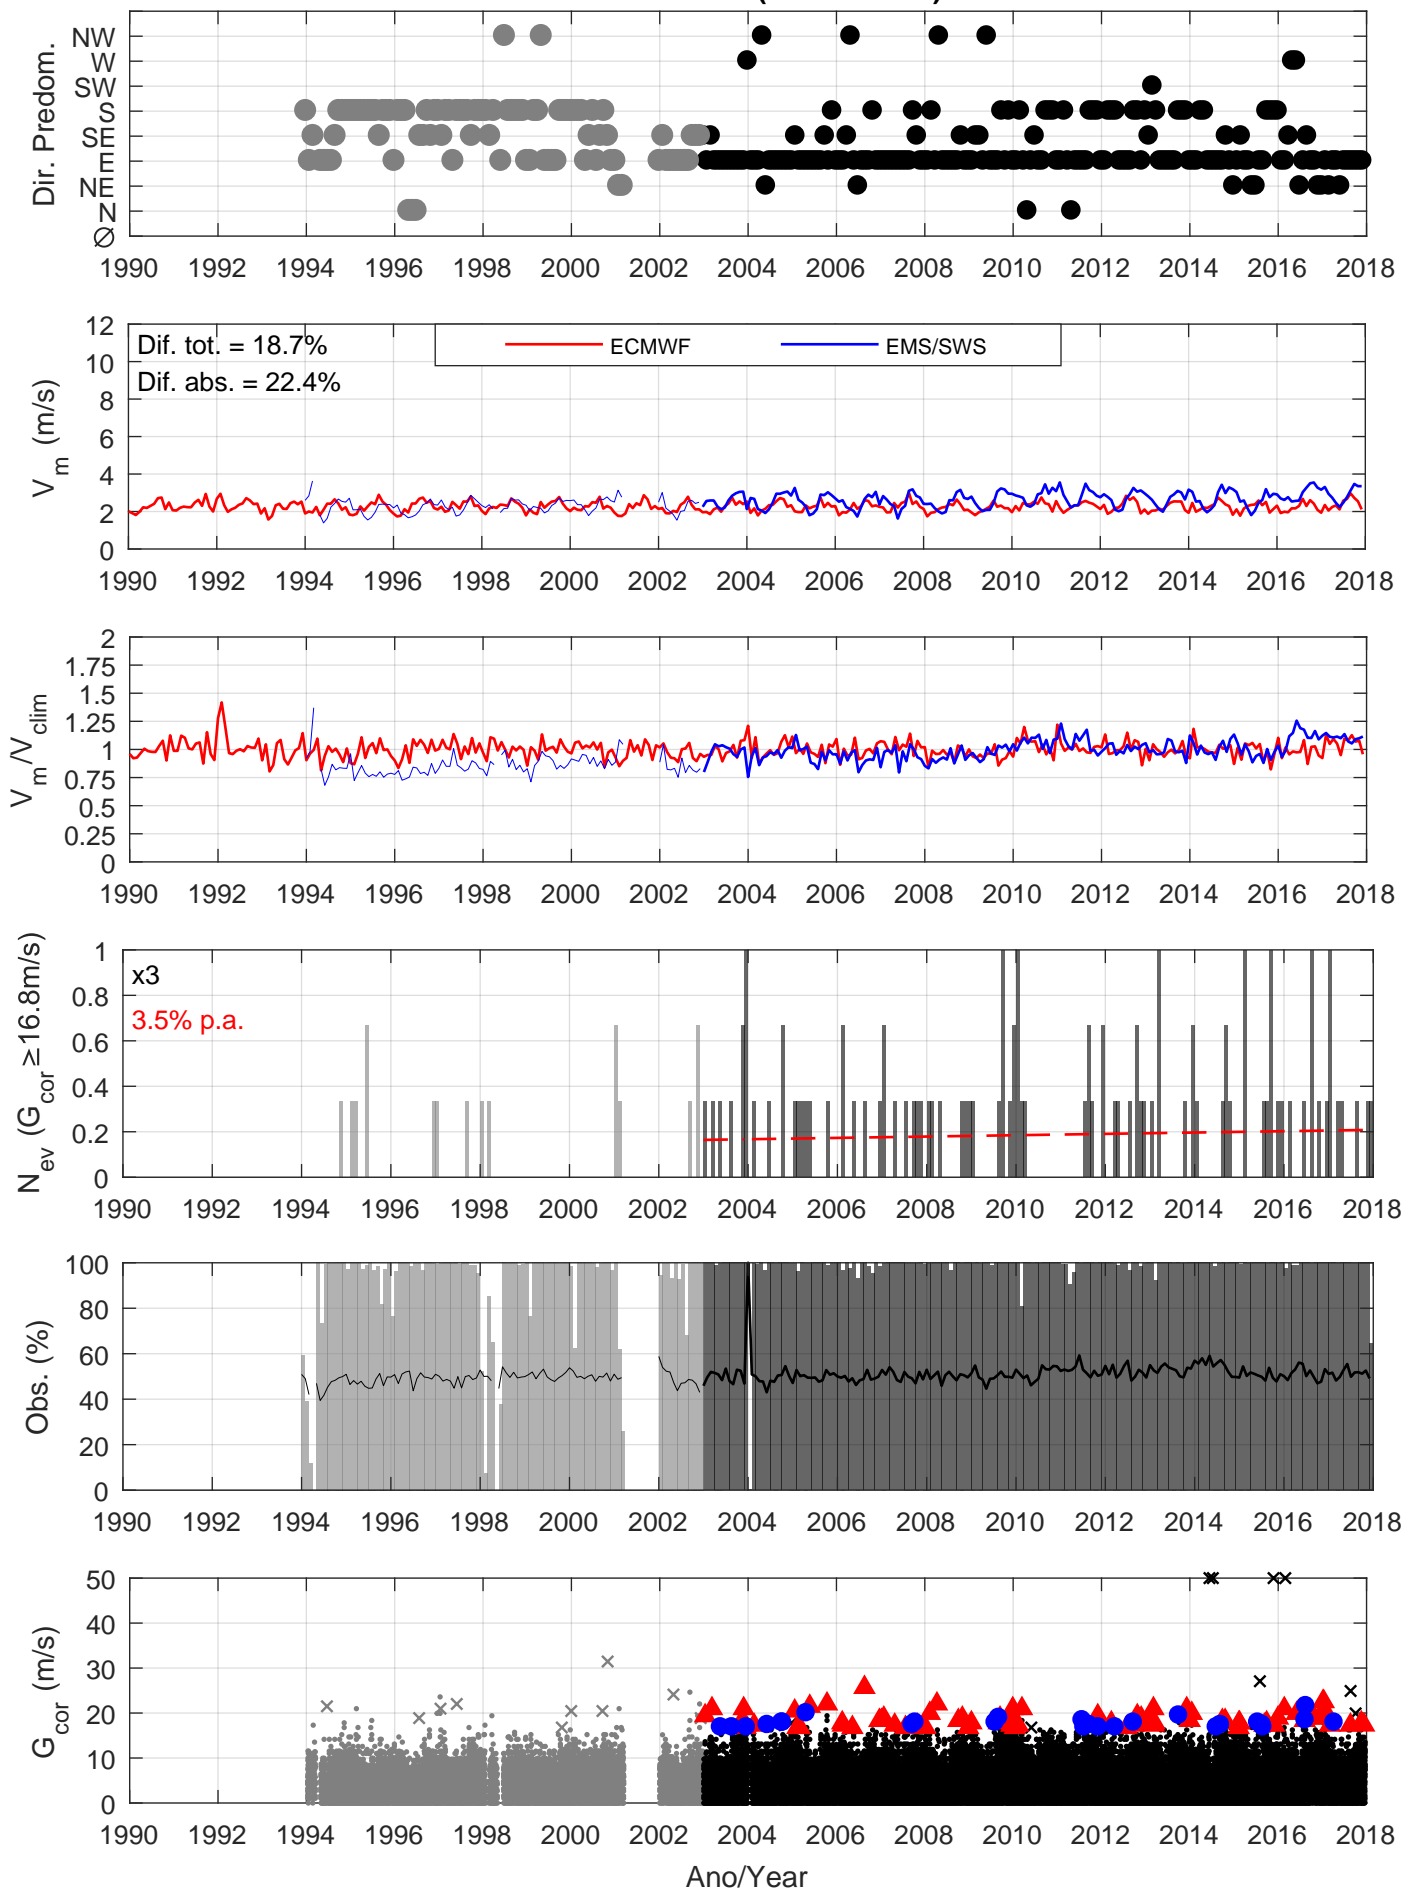 NW
W
SW
S
SE
E
NE
N
Ø
Dir. Predom.
1990 1992 1994 1996 1998 2000 2002 2004 2006 2008 2010 2012 2014 2016 2018
Dif. tot. = 18.7%
Dif. abs. = 22.4%
ECMWF EMS/SWS
12
10
8
6
4
2
0
V_m (m/s)
1990 1992 1994 1996 1998 2000 2002 2004 2006 2008 2010 2012 2014 2016 2018
2
1.75
1.5
1.25
1
0.75
0.5
0.25
0
V_m/V_clim
1990 1992 1994 1996 1998 2000 2002 2004 2006 2008 2010 2012 2014 2016 2018
x3
3.5% p.a.
1
0.8
0.6
0.4
0.2
0
N_ev (G_cor ≥16.8m/s)
1990 1992 1994 1996 1998 2000 2002 2004 2006 2008 2010 2012 2014 2016 2018
100
80
60
40
20
0
Obs. (%)
1990 1992 1994 1996 1998 2000 2002 2004 2006 2008 2010 2012 2014 2016 2018
50
40
30
20
10
0
G_cor (m/s)
1990 1992 1994 1996 1998 2000 2002 2004 2006 2008 2010 2012 2014 2016 2018
Ano/Year